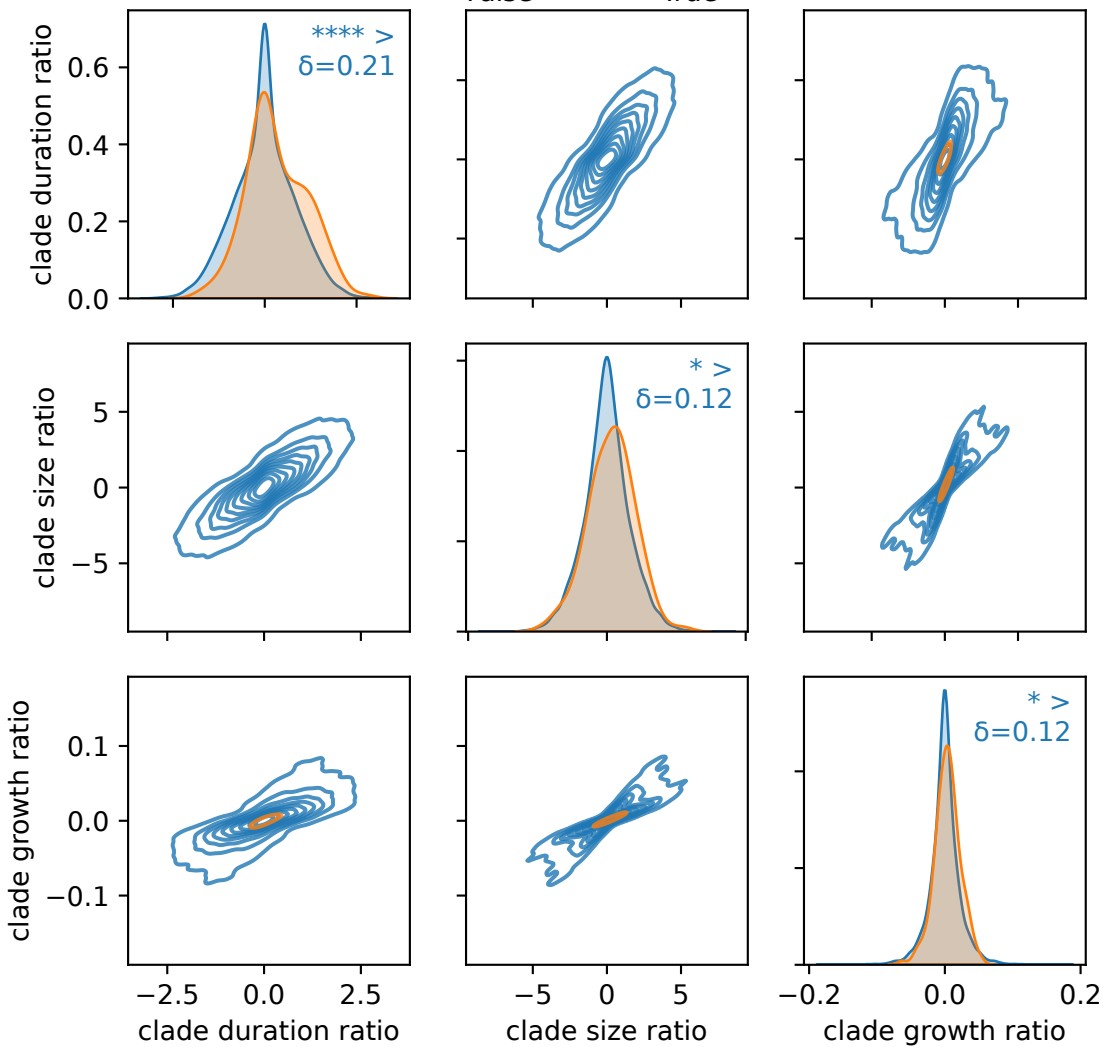 True
**** >
δ=0.21
clade duration ratio
0.6
0.4
0.2
0.0
* >
δ=0.12
clade size ratio
5
0
−5
* >
δ=0.12
clade growth ratio
0.1
0.0
−0.1
−2.5 0.0 2.5
−5 0 5
−0.2 0.0 0.2
clade duration ratio
clade size ratio
clade growth ratio